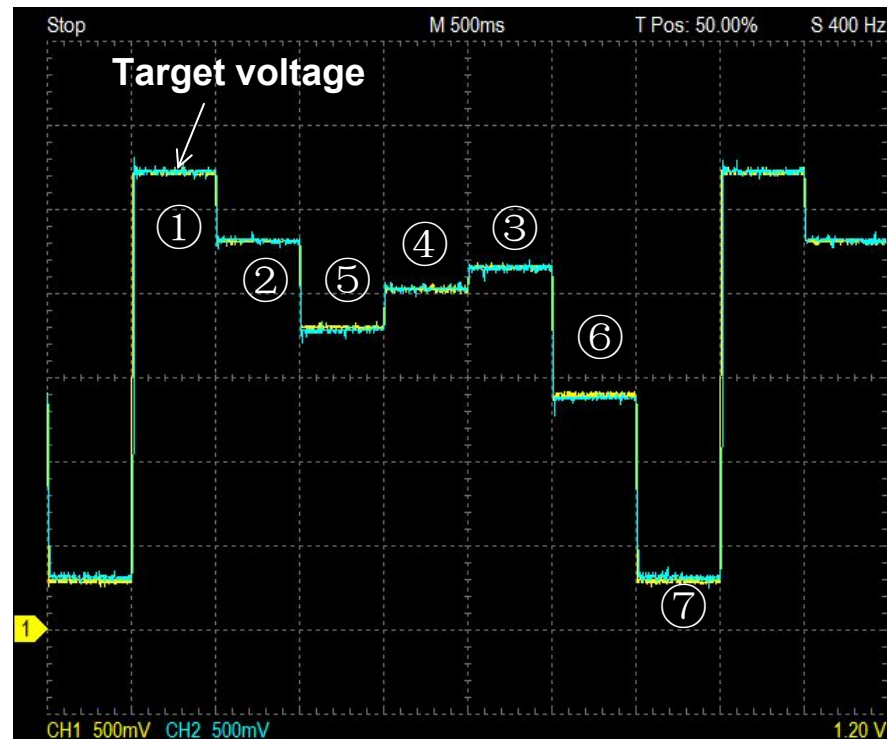 Stop M 500ms T Pos: 50.00% S 400 Hz
Target voltage
① ② ⑤ ④ ③ ⑥ ⑦
1
CH1 500mV CH2 500mV 1.20 V